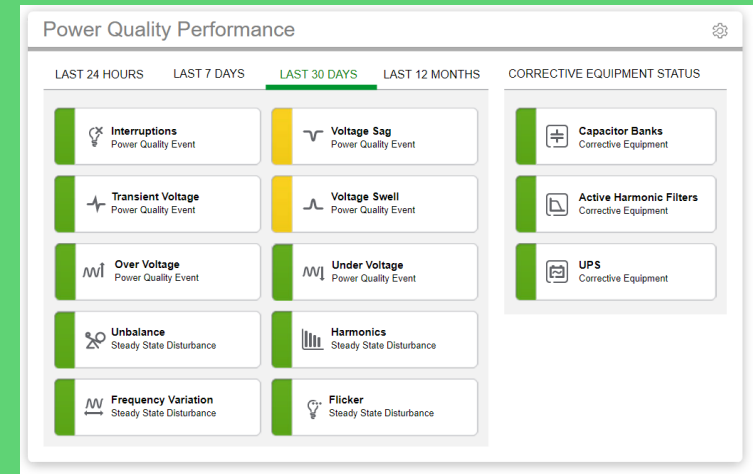 Power Quality Performance
LAST 24 HOURS
LAST 7 DAYS
LAST 30 DAYS
LAST 12 MONTHS
CORRECTIVE EQUIPMENT STATUS
Interruptions
Power Quality Event
Voltage Sag
Power Quality Event
Capacitor Banks
Corrective Equipment
Transient Voltage
Power Quality Event
Voltage Swell
Power Quality Event
Active Harmonic Filters
Corrective Equipment
Over Voltage
Power Quality Event
Under Voltage
Power Quality Event
UPS
Corrective Equipment
Unbalance
Steady State Disturbance
Harmonics
Steady State Disturbance
Frequency Variation
Steady State Disturbance
Flicker
Steady State Disturbance